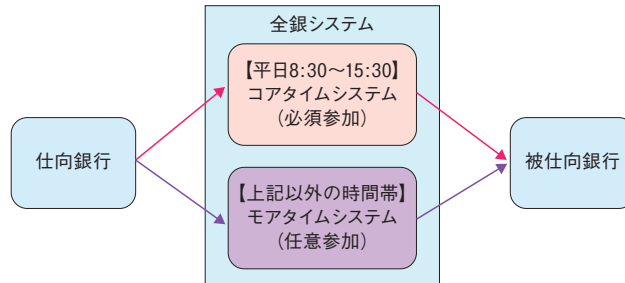 全銀システム
【平日8:30～15:30】
コアタイムシステム
(必須参加)
仕向銀行
被仕向銀行
【上記以外の時間帯】
モアタイムシステム
(任意参加)